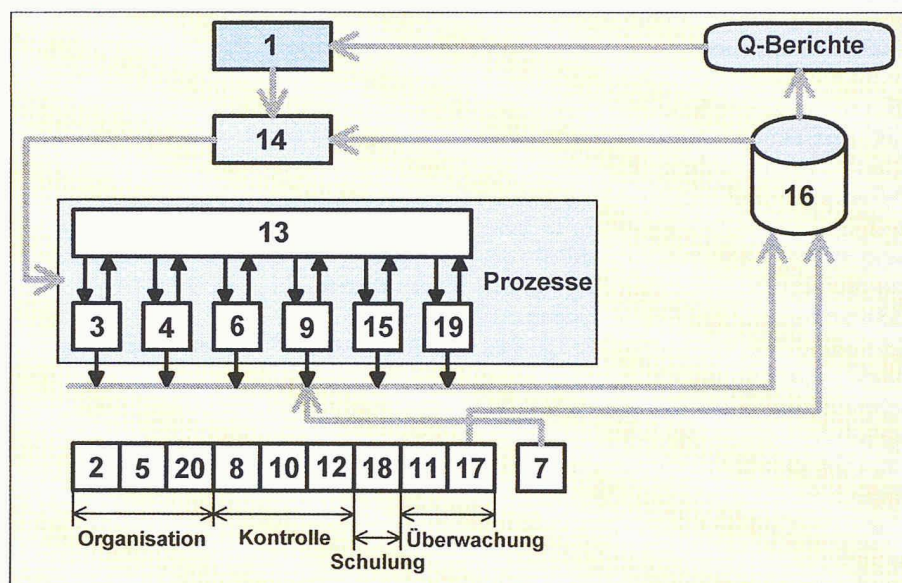 1
Q-Berichte
14
16
13
Prozesse
3 4 6 9 15 19
2 5 20 8 10 12 18 11 17 7
Organisation Kontrolle Überwachung
Schulung